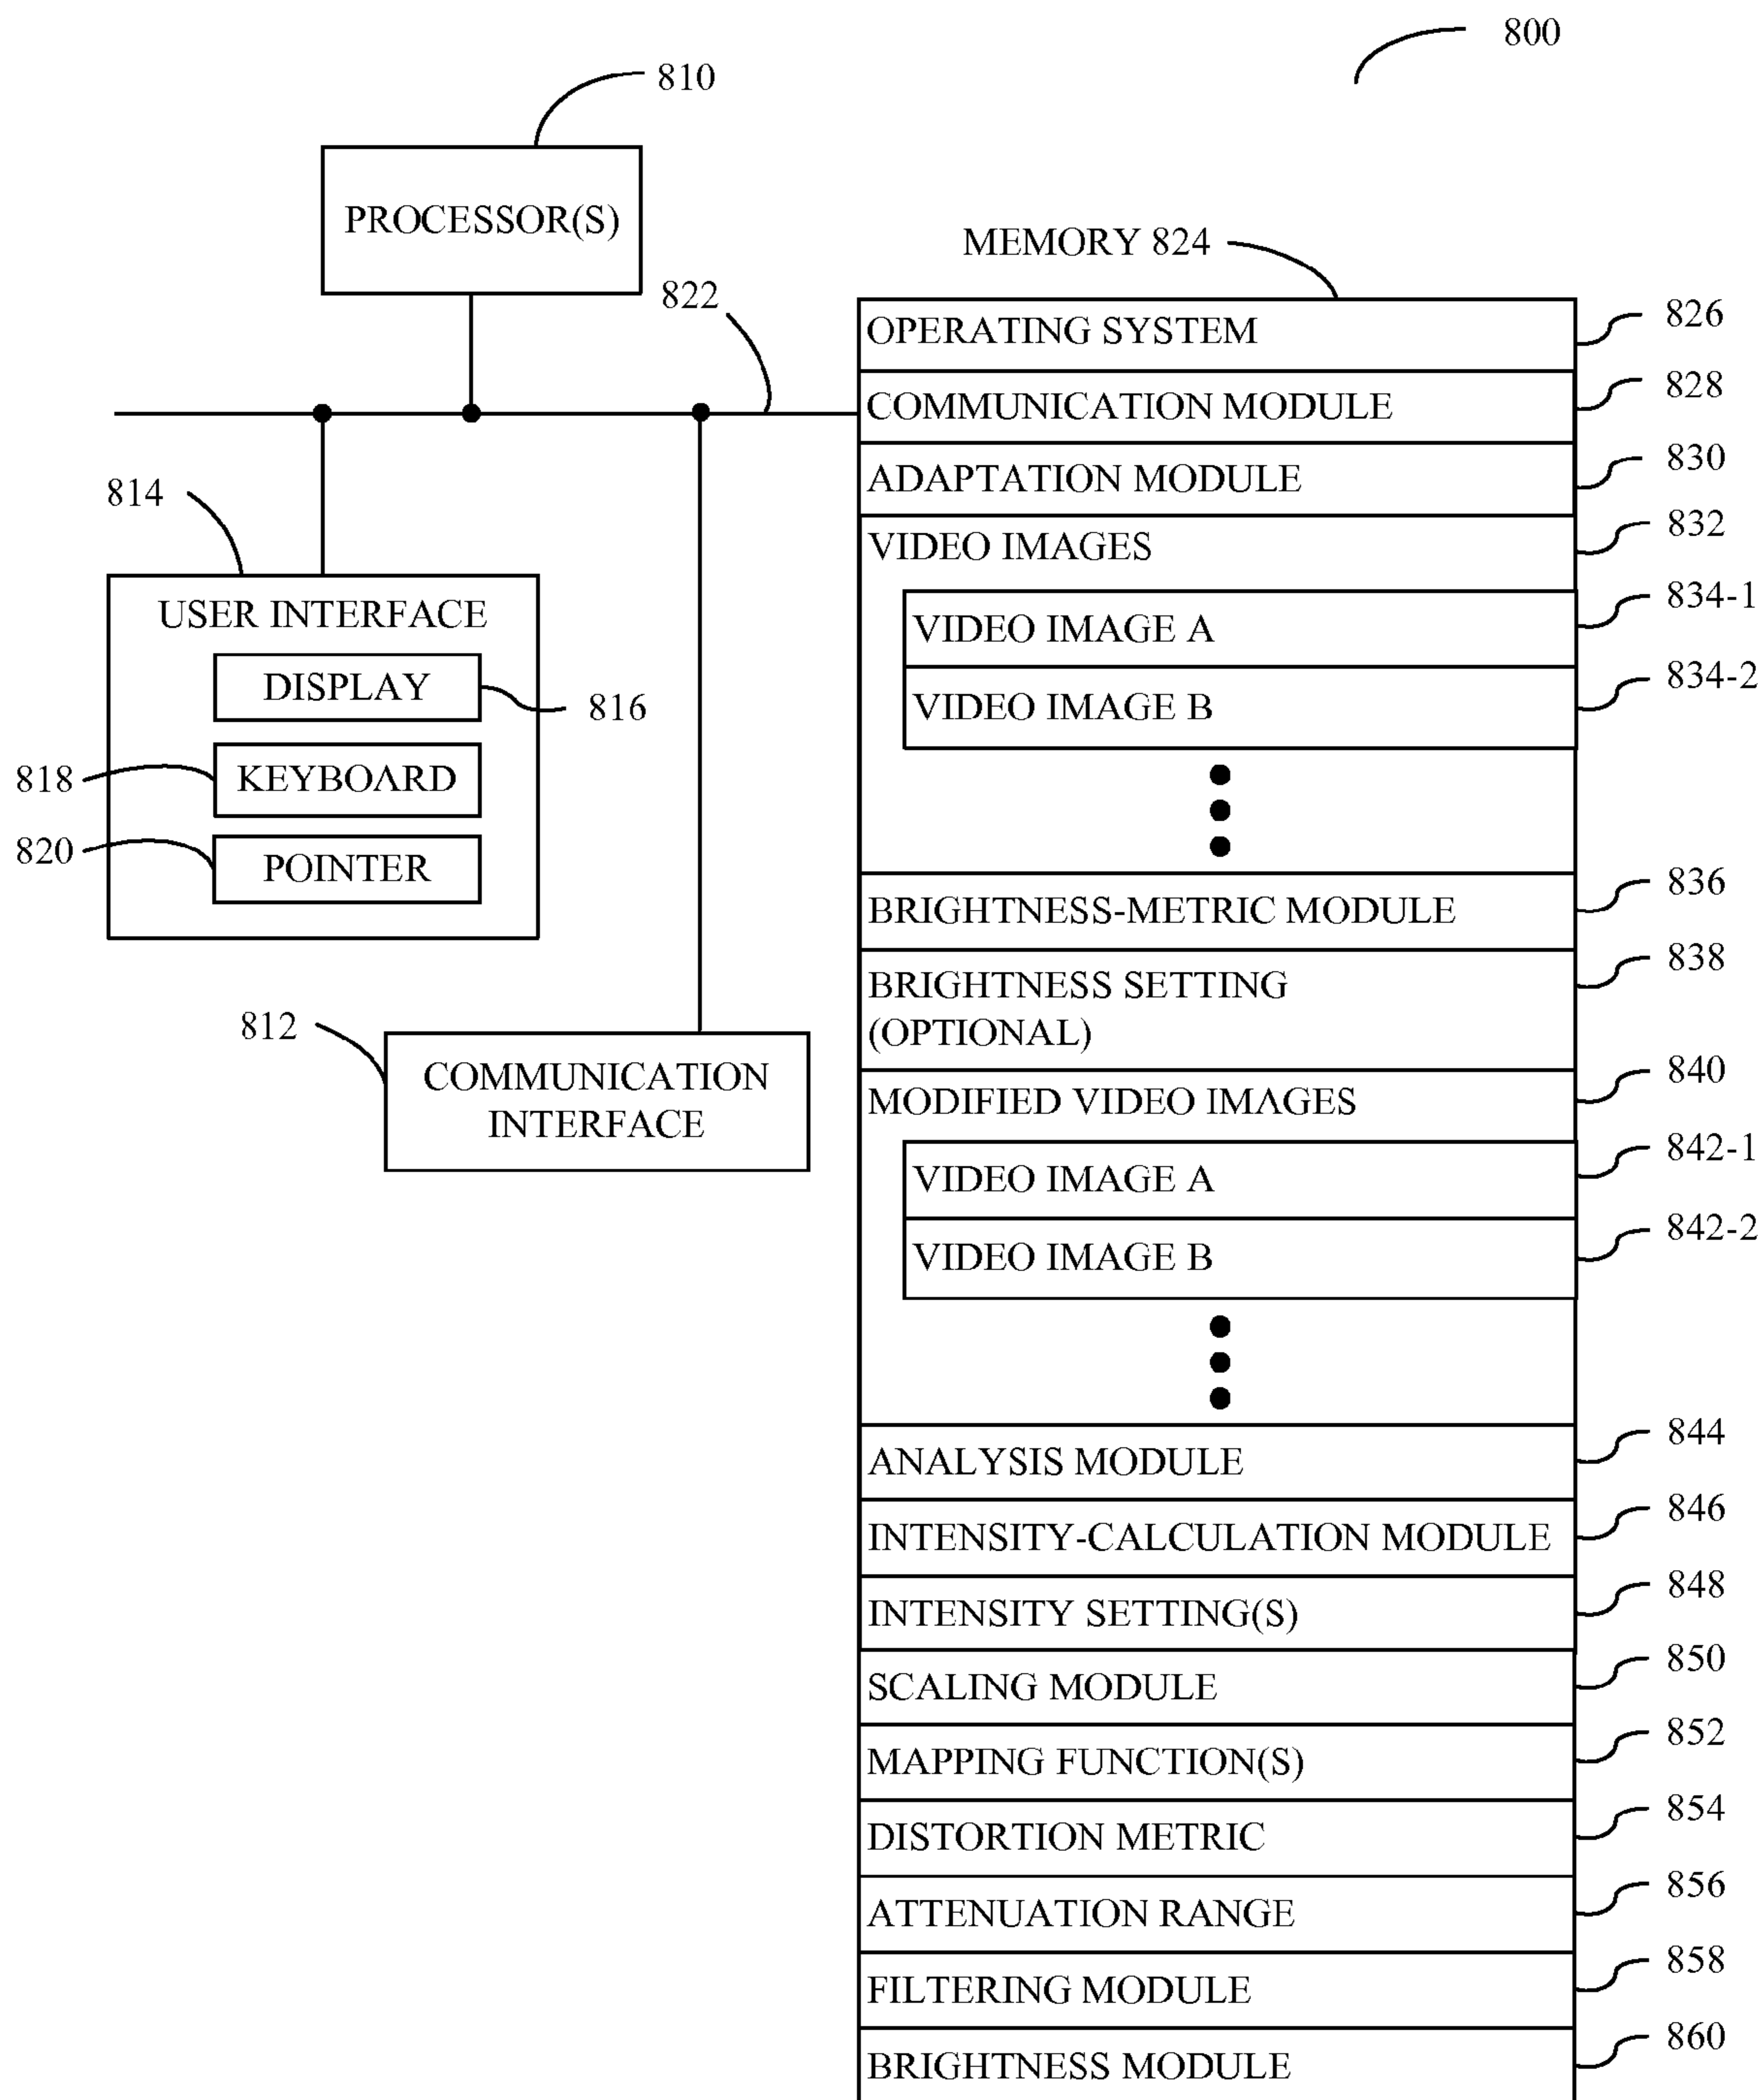 800
810
PROCESSOR(S)
MEMORY 824
822
OPERATING SYSTEM
826
COMMUNICATION MODULE
828
ADAPTATION MODULE
830
814
VIDEO IMAGES
832
USER INTERFACE
VIDEO IMAGE A
834-1
DISPLAY
816
VIDEO IMAGE B
834-2
818
KEYBOARD
820
POINTER
BRIGHTNESS-METRIC MODULE
836
BRIGHTNESS SETTING
(OPTIONAL)
838
812
COMMUNICATION
INTERFACE
MODIFIED VIDEO IMAGES
840
VIDEO IMAGE A
842-1
VIDEO IMAGE B
842-2
ANALYSIS MODULE
844
INTENSITY-CALCULATION MODULE
846
INTENSITY SETTING(S)
848
SCALING MODULE
850
MAPPING FUNCTION(S)
852
DISTORTION METRIC
854
ATTENUATION RANGE
856
FILTERING MODULE
858
BRIGHTNESS MODULE
860